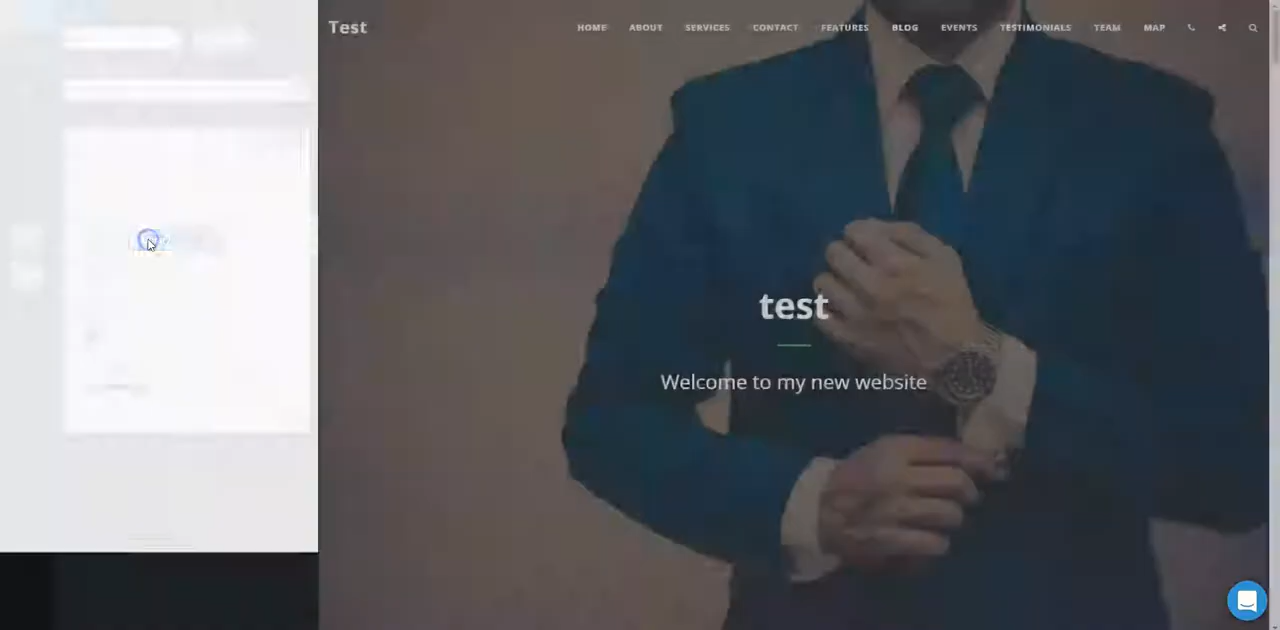 Test
HOME ABOUT SERVICES CONTACT FEATURES BLOG EVENTS TESTIMONIALS TEAM MAP
test
Welcome to my new website